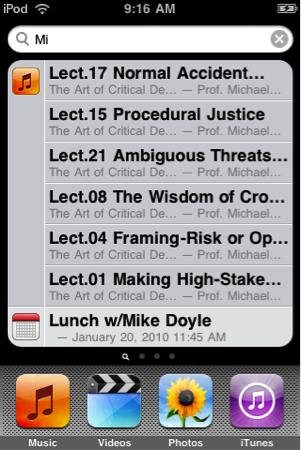 iPod 9:16 AM
Mi
Lect.17 Normal Accident...
The Art of Critical De... — Prof. Michael...
Lect.15 Procedural Justice
The Art of Critical De... — Prof. Michael...
Lect.21 Ambiguous Threats...
The Art of Critical De... — Prof. Michael...
Lect.08 The Wisdom of Cro...
The Art of Critical De... — Prof. Michael...
Lect.04 Framing-Risk or Op...
The Art of Critical De... — Prof. Michael...
Lect.01 Making High-Stake...
The Art of Critical De... — Prof. Michael...
Lunch w/Mike Doyle
— January 20, 2010 11:45 AM
Music Videos Photos iTunes